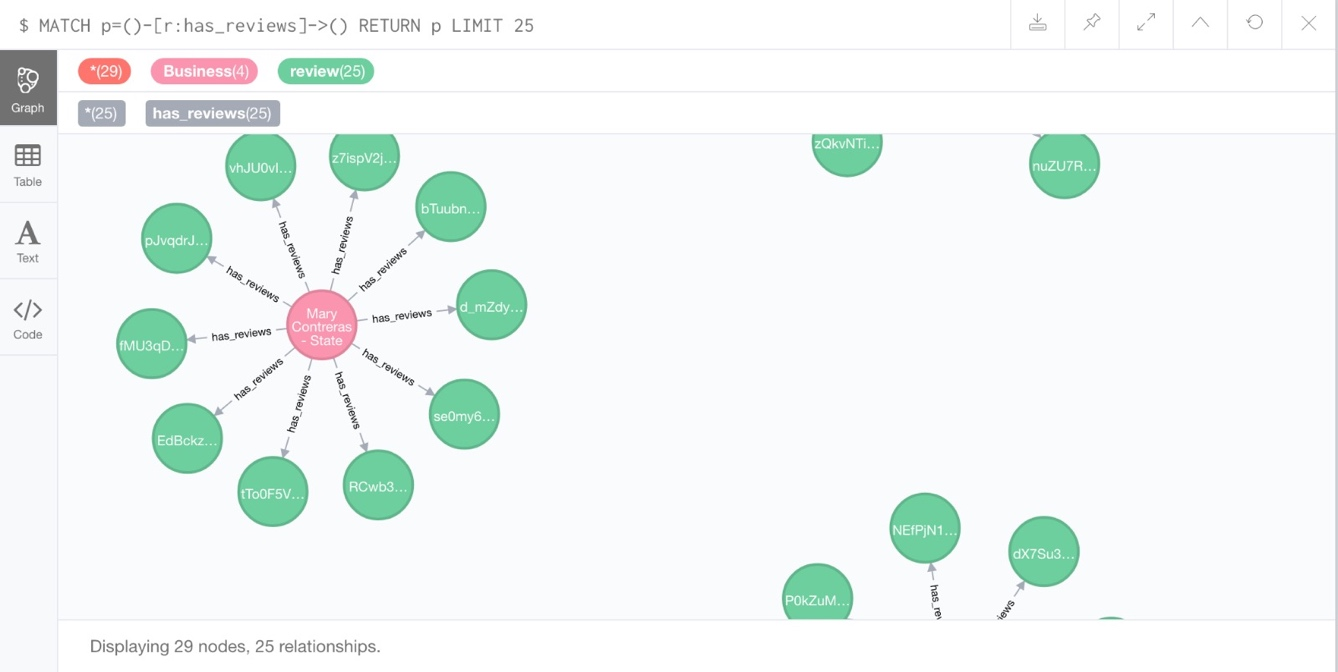 $ MATCH p=()-[r:has_reviews]->() RETURN p LIMIT 25
*(29) Business(4) review(25)
*(25) has_reviews(25)
Graph
Table
Text
Code
vhJU0vI...
z7ispV2j...
bTuubn...
pJvqdrJ...
d_mZdy...
fMU3qD...
se0my6...
EdBckz...
tTo0F5V...
RCwb3...
Mary
Contreras
- State
has_reviews
has_reviews
has_reviews
has_reviews
has_reviews
has_reviews
has_reviews
has_reviews
has_reviews
has_reviews
zQkvNTi...
nuZU7R...
NEfPjN1...
dX7Su3...
P0kZuM...
has_re
iews
Displaying 29 nodes, 25 relationships.